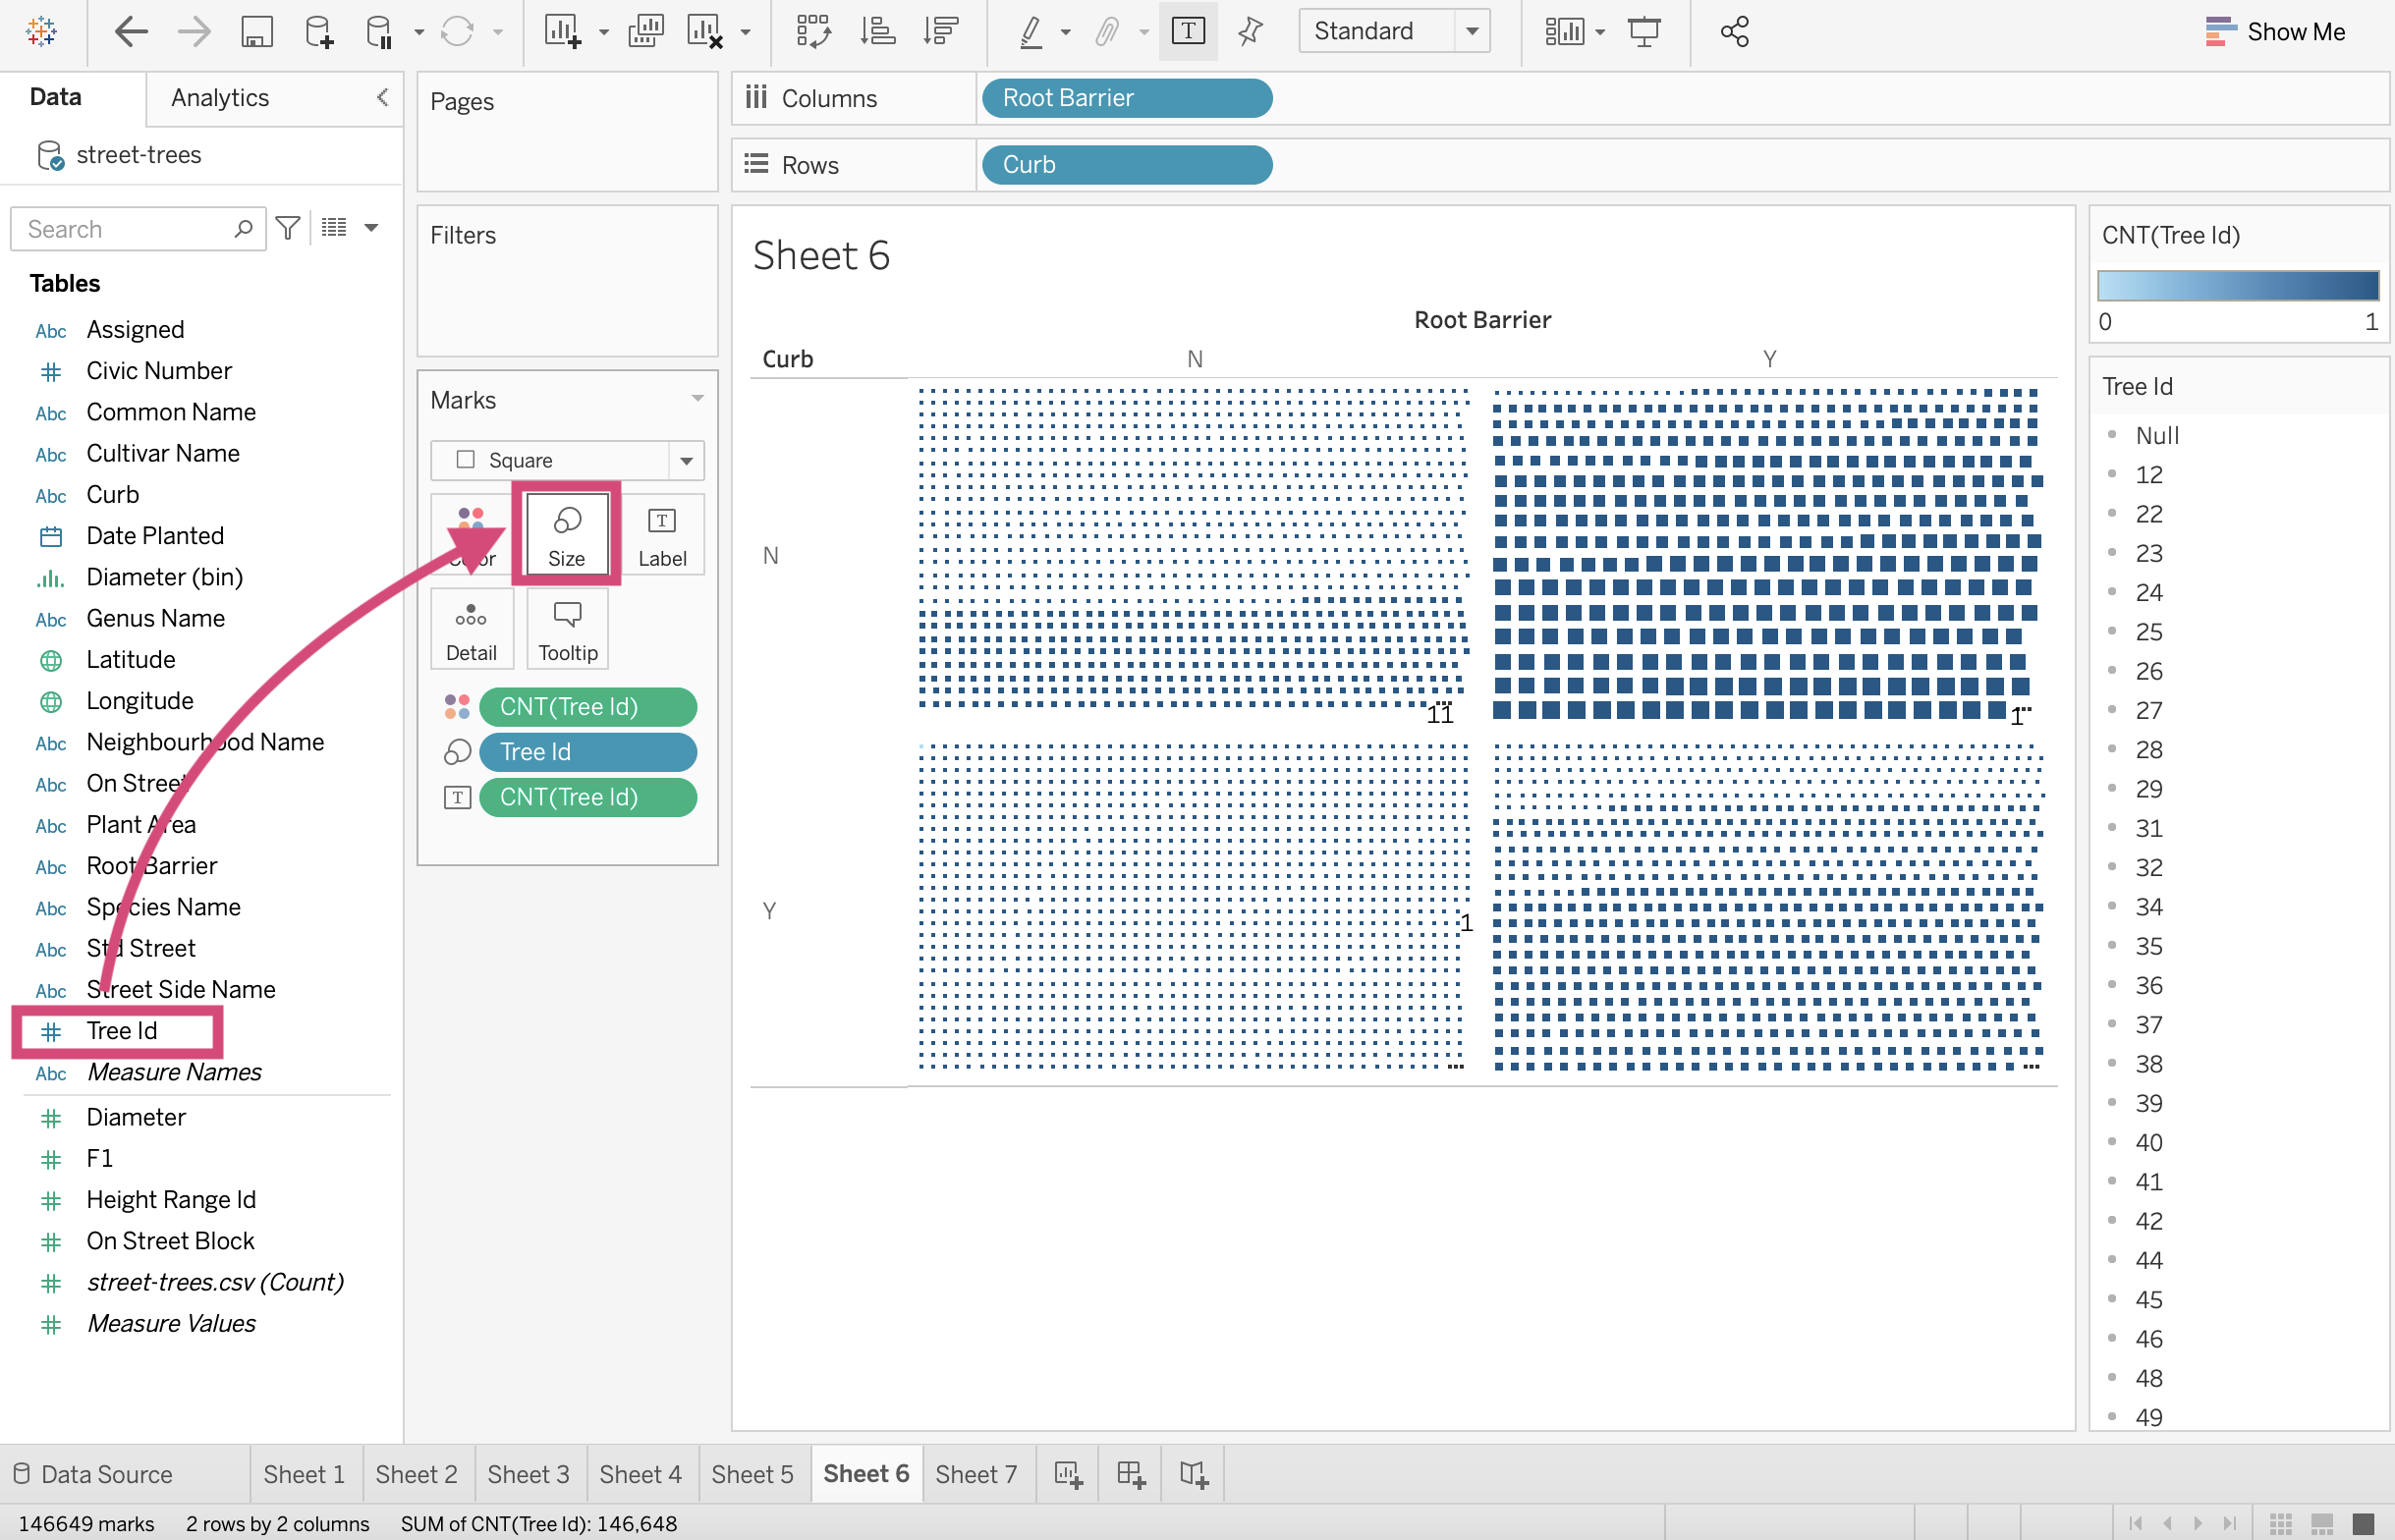 Standard
Show Me
Data
Analytics
street-trees
Search
Tables
Abc Assigned
Civic Number
Abc Common Name
Abc Cultivar Name
Abc Curb
Date Planted
Diameter (bin)
Abc Genus Name
Latitude
Longitude
Abc Neighbourhood Name
Abc On Street
Abc Plant Area
Abc Root Barrier
Abc Species Name
Abc Std Street
Abc Street Side Name
Tree Id
Abc Measure Names
Diameter
F1
Height Range Id
On Street Block
street-trees.csv (Count)
Measure Values
Pages
Filters
Marks
Square
Color
Size
T Label
Detail
Tooltip
CNT(Tree Id)
Tree Id
T CNT(Tree Id)
Columns
Root Barrier
Rows
Curb
Sheet 6
Root Barrier
Curb
N
Y
N
11
1
Y
1
CNT(Tree Id)
0 1
Tree Id
Null
12
22
23
24
25
26
27
28
29
31
32
34
35
36
37
38
39
40
41
42
44
45
46
48
49
Data Source
Sheet 1
Sheet 2
Sheet 3
Sheet 4
Sheet 5
Sheet 6
Sheet 7
146649 marks
2 rows by 2 columns
SUM of CNT(Tree Id): 146,648